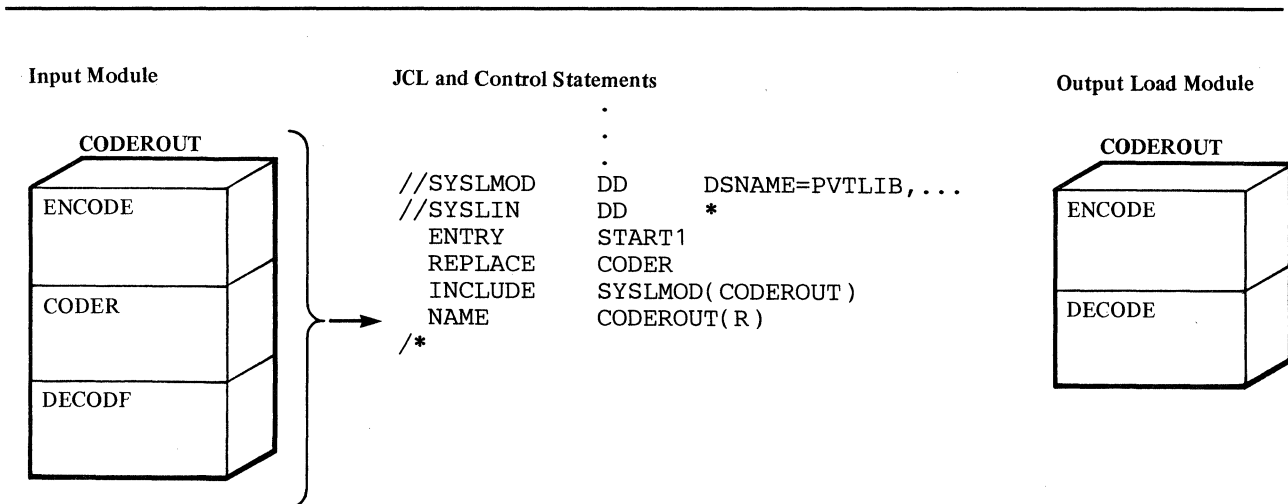 Input Module
JCL and Control Statements
Output Load Module
CODEROUT
ENCODE
CODER
DECODF
.
.
.
//SYSLMOD DD DSNAME=PVTLIB,...
//SYSLIN DD *
ENTRY START1
REPLACE CODER
INCLUDE SYSLMOD(CODEROUT)
NAME CODEROUT(R)
/*
CODEROUT
ENCODE
DECODE